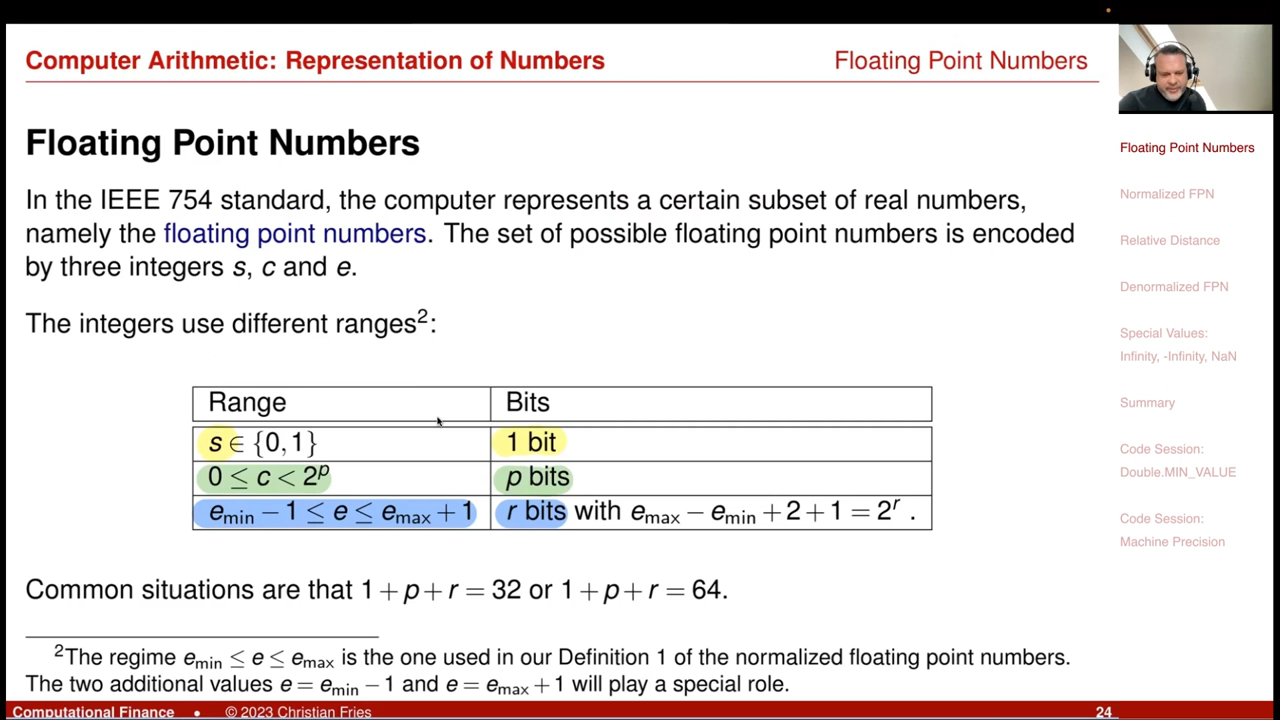 Computer Arithmetic: Representation of Numbers
Floating Point Numbers
Floating Point Numbers
In the IEEE 754 standard, the computer represents a certain subset of real numbers,
namely the floating point numbers. The set of possible floating point numbers is encoded
by three integers s, c and e.
The integers use different ranges²:
Range Bits
s ∈ {0, 1} 1 bit
0 ≤ c < 2ᵖ p bits
e_min − 1 ≤ e ≤ e_max + 1 r bits with e_max − e_min + 2 + 1 = 2ʳ .
Common situations are that 1 + p + r = 32 or 1 + p + r = 64.
²The regime e_min ≤ e ≤ e_max is the one used in our Definition 1 of the normalized floating point numbers.
The two additional values e = e_min − 1 and e = e_max + 1 will play a special role.
Computational Finance • © 2023 Christian Fries 24
Floating Point Numbers
Normalized FPN
Relative Distance
Denormalized FPN
Special Values:
Infinity, -Infinity, NaN
Summary
Code Session:
Double.MIN_VALUE
Code Session:
Machine Precision